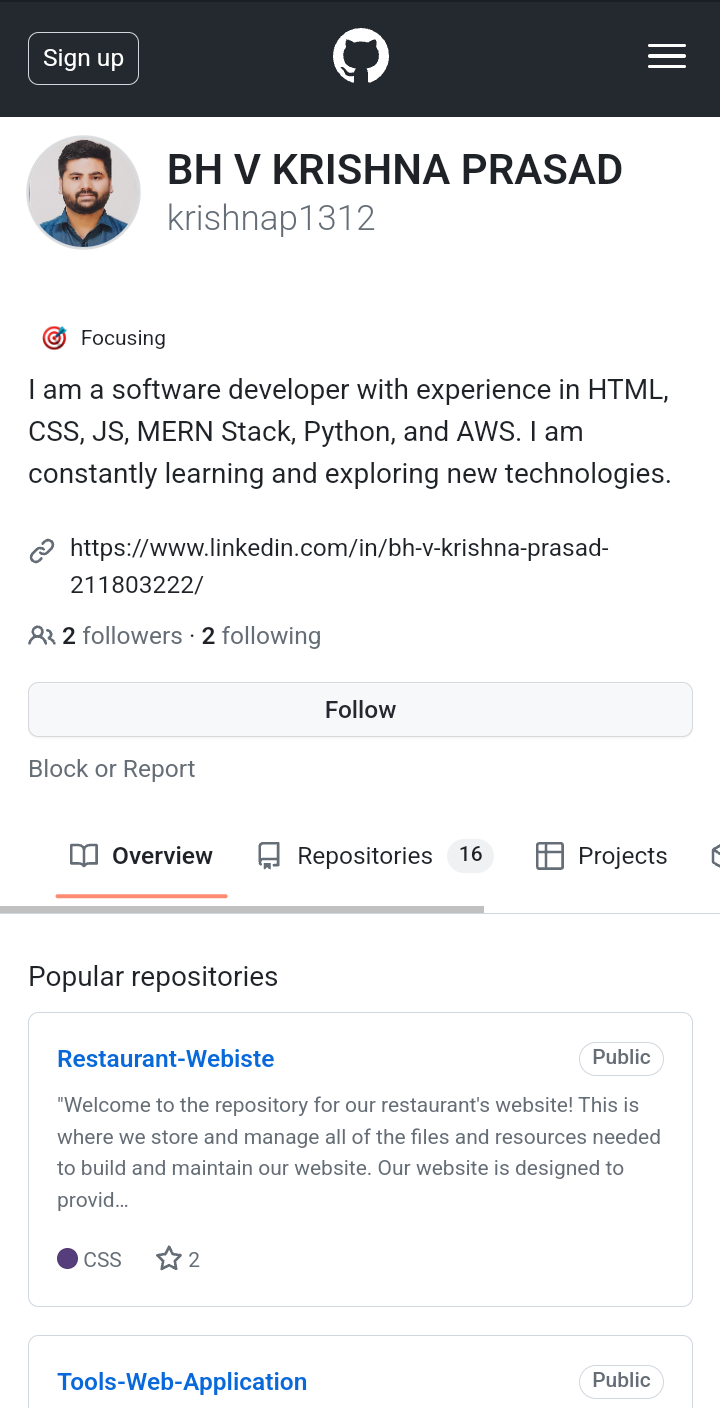 Sign up
BH V KRISHNA PRASAD
krishnap1312
Focusing
I am a software developer with experience in HTML,
CSS, JS, MERN Stack, Python, and AWS. I am
constantly learning and exploring new technologies.
https://www.linkedin.com/in/bh-v-krishna-prasad-
211803222/
2 followers · 2 following
Follow
Block or Report
Overview Repositories 16 Projects
Popular repositories
Restaurant-Webiste Public
"Welcome to the repository for our restaurant's website! This is
where we store and manage all of the files and resources needed
to build and maintain our website. Our website is designed to
provid…
CSS 2
Tools-Web-Application Public